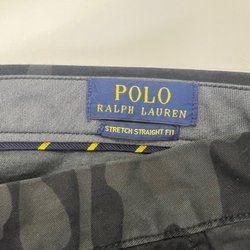 POLO
RALPH LAUREN
STRETCH STRAIGHT FIT